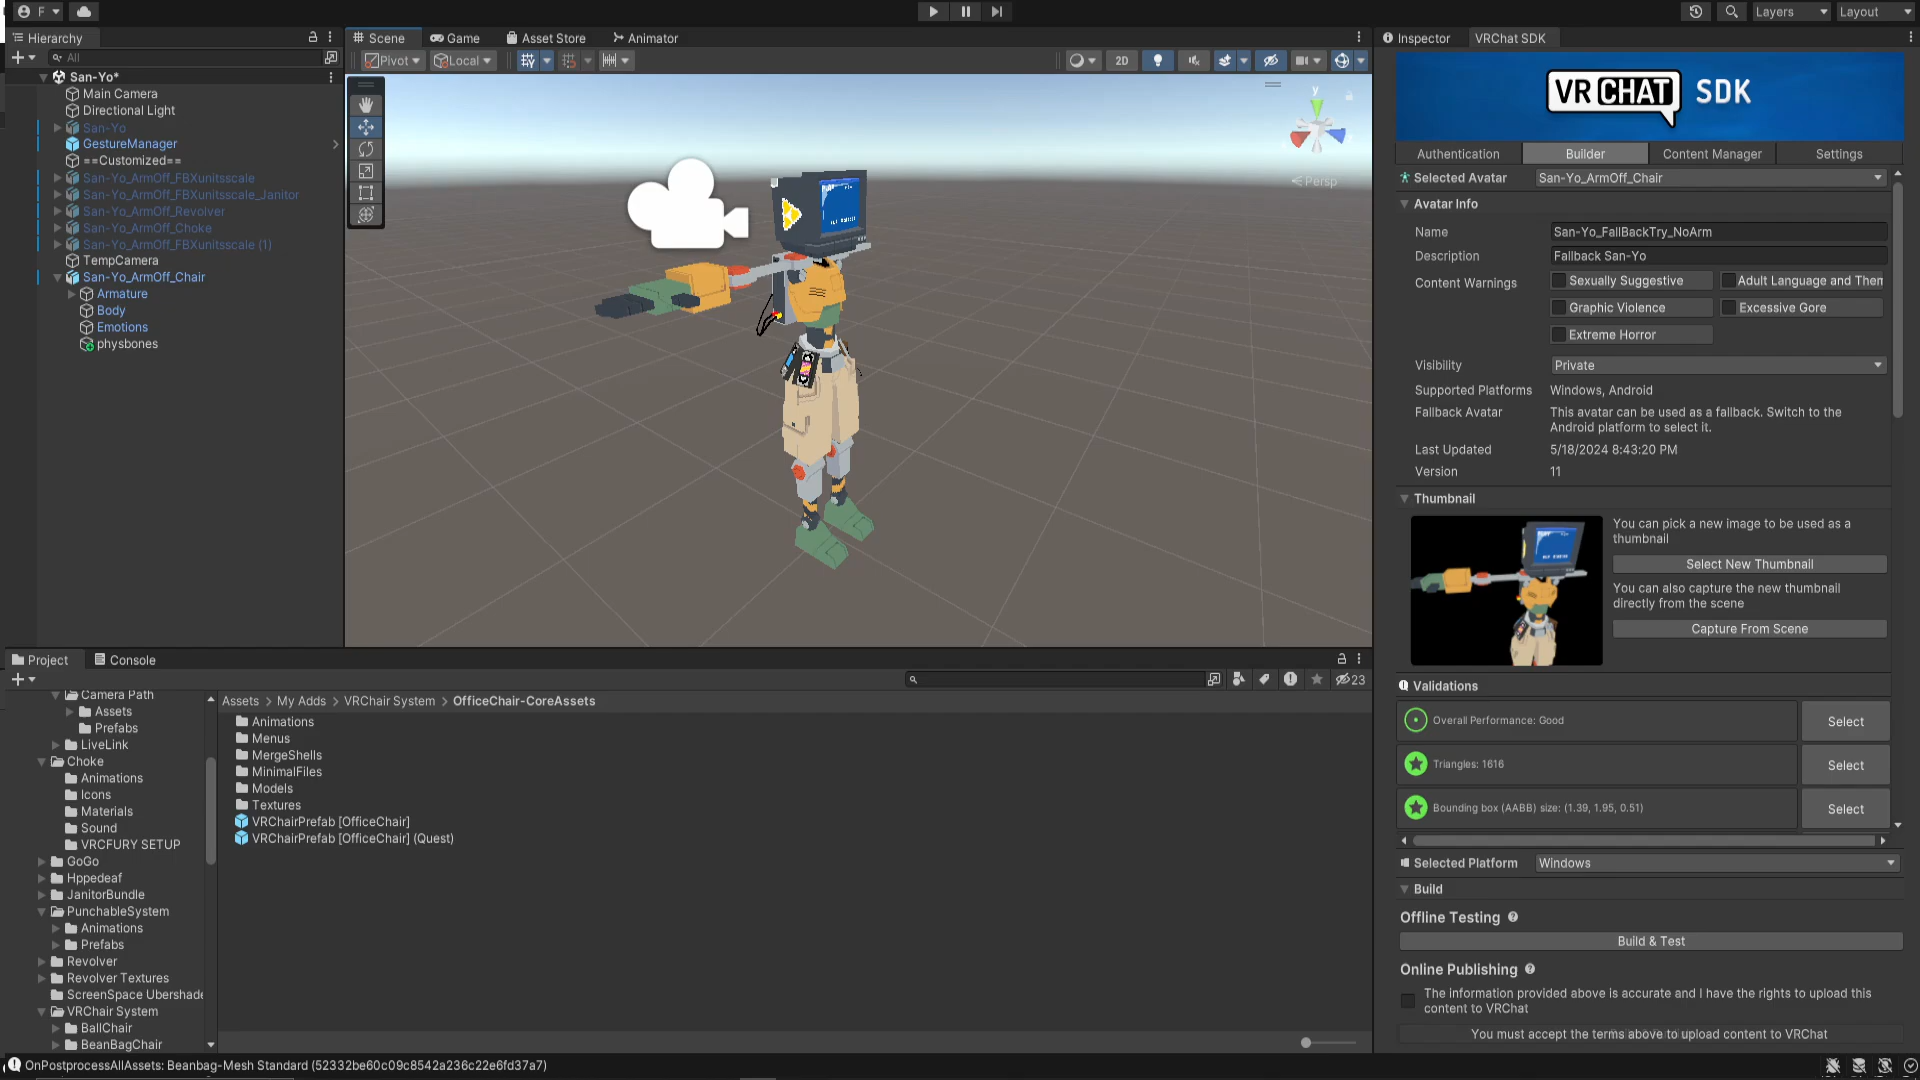 F
Layers
Layout
Hierarchy
Scene
Game
Asset Store
Animator
Inspector
VRChat SDK
All
Pivot
Local
2D
San-Yo*
Main Camera
Directional Light
San-Yo
GestureManager
==Customized==
San-Yo_ArmOff_FBXunitsscale
San-Yo_ArmOff_FBXunitsscale_Janitor
San-Yo_ArmOff_Revolver
San-Yo_ArmOff_Choke
San-Yo_ArmOff_FBXunitsscale (1)
TempCamera
San-Yo_ArmOff_Chair
Armature
Body
Emotions
physbones
y
Persp
VR CHAT SDK
Authentication
Builder
Content Manager
Settings
Selected Avatar
San-Yo_ArmOff_Chair
Avatar Info
Name
San-Yo_FallBackTry_NoArm
Description
Fallback San-Yo
Content Warnings
Sexually Suggestive
Adult Language and Them
Graphic Violence
Excessive Gore
Extreme Horror
Visibility
Private
Supported Platforms
Windows, Android
Fallback Avatar
This avatar can be used as a fallback. Switch to the
Android platform to select it.
Last Updated
5/18/2024 8:43:20 PM
Version
11
Thumbnail
You can pick a new image to be used as a
thumbnail
Select New Thumbnail
You can also capture the new thumbnail
directly from the scene
Capture From Scene
Validations
Overall Performance: Good
Select
Triangles: 1616
Select
Bounding box (AABB) size: (1.39, 1.95, 0.51)
Select
Selected Platform
Windows
Build
Offline Testing
Build & Test
Online Publishing
The information provided above is accurate and I have the rights to upload this
content to VRChat
You must accept the terms above to upload content to VRChat
Project
Console
23
Camera Path
Assets
Prefabs
LiveLink
Choke
Animations
Icons
Materials
Sound
VRCFURY SETUP
GoGo
Hppedeaf
JanitorBundle
PunchableSystem
Animations
Prefabs
Revolver
Revolver Textures
ScreenSpace Ubershade
VRChair System
BallChair
BeanBagChair
Assets > My Adds > VRChair System > OfficeChair-CoreAssets
Animations
Menus
MergeShells
MinimalFiles
Models
Textures
VRChairPrefab [OfficeChair]
VRChairPrefab [OfficeChair] (Quest)
OnPostprocessAllAssets: Beanbag-Mesh Standard (52332be60c09c8542a236c22e6fd37a7)